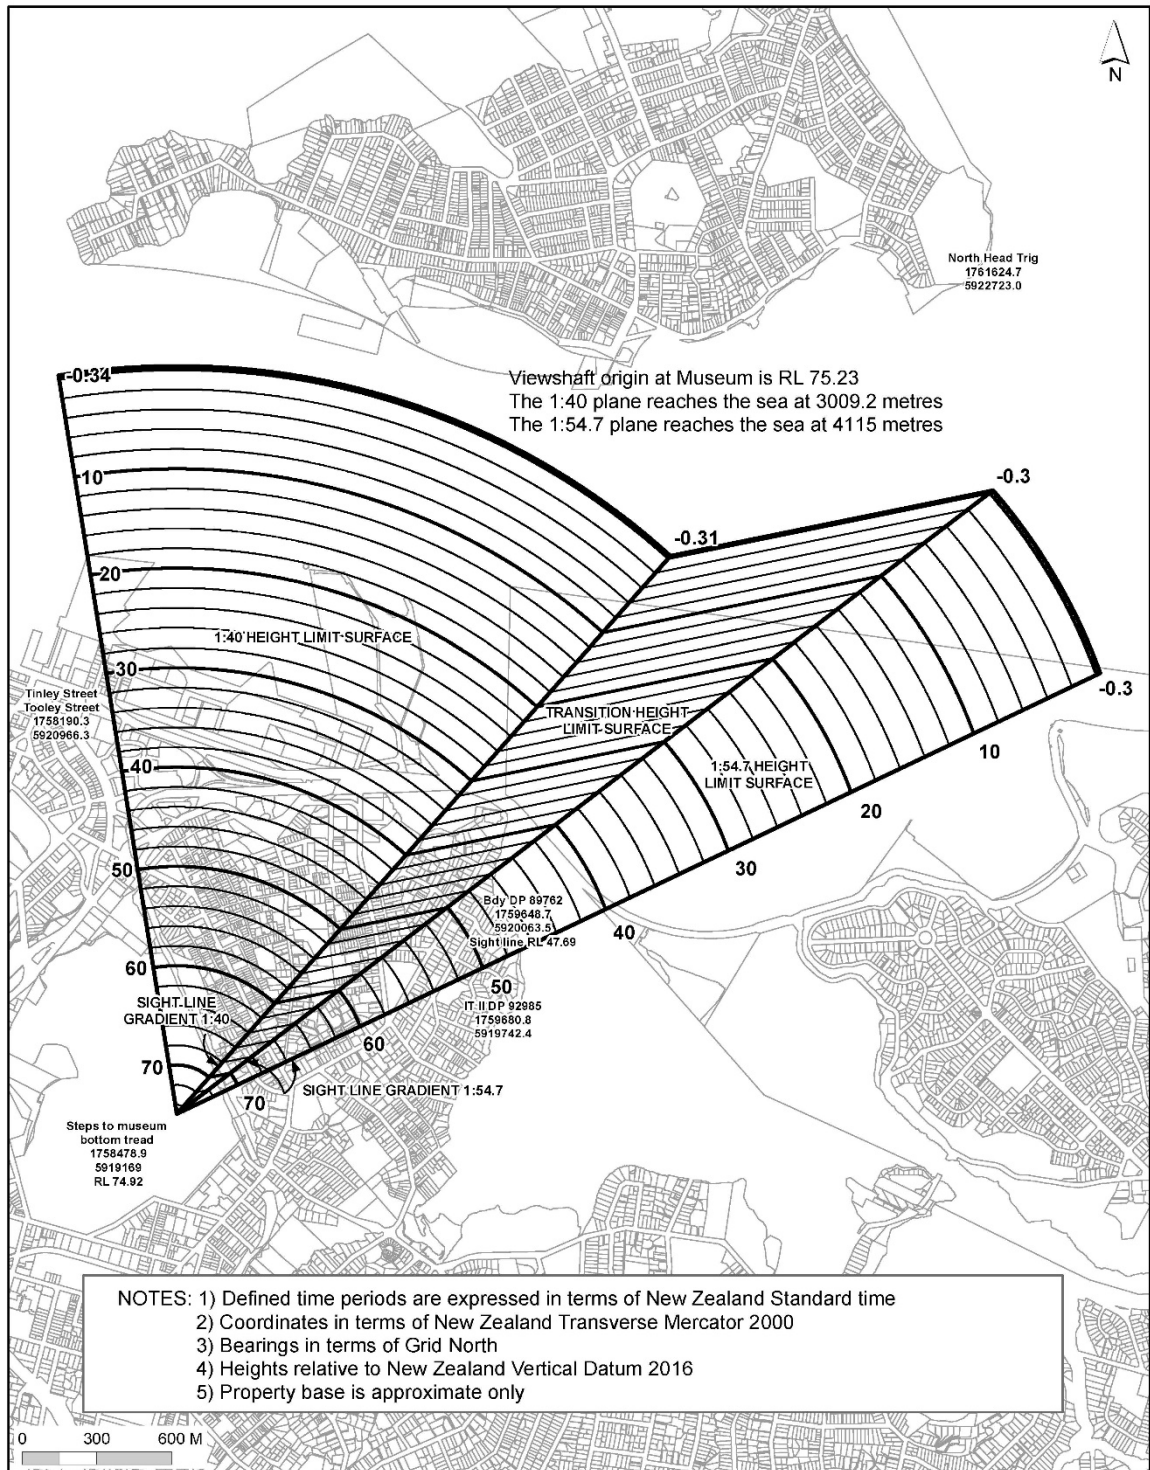 N
North Head Trig
1761624.7
5922723.0
-0.34
Viewshaft origin at Museum is RL 75.23
The 1:40 plane reaches the sea at 3009.2 metres
The 1:54.7 plane reaches the sea at 4115 metres
10
-0.3
-0.31
20
1:40 HEIGHT LIMIT SURFACE
30
Tinley Street
Tooley Street
1758190.3
5920966.3
-0.3
TRANSITION HEIGHT
LIMIT SURFACE
40
1:54.7 HEIGHT
LIMIT SURFACE
10
20
50
30
Bdy DP 89762
1759648.7
5920063.5
Sight line RL 47.69
40
60
50
SIGHT LINE
GRADIENT 1:40
IT II DP 92985
1759680.8
5919742.4
60
70
SIGHT LINE GRADIENT 1:54.7
70
Steps to museum
bottom tread
1758478.9
5919169
RL 74.92
NOTES: 1) Defined time periods are expressed in terms of New Zealand Standard time
2) Coordinates in terms of New Zealand Transverse Mercator 2000
3) Bearings in terms of Grid North
4) Heights relative to New Zealand Vertical Datum 2016
5) Property base is approximate only
0 300 600 M